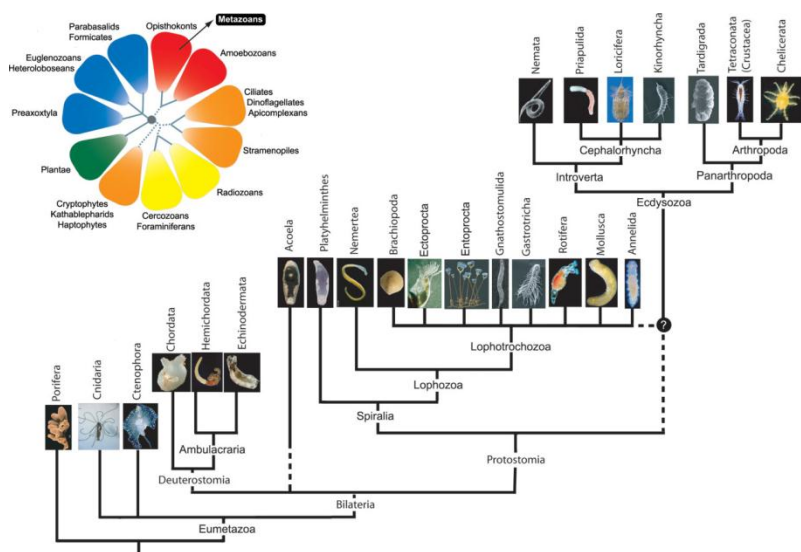 Metazoans
Opisthokonts
Parabasalids
Formicates
Amoebozoans
Euglenozoans
Heteroloboseans
Ciliates
Dinoflagellates
Apicomplexans
Preaxoxtyla
Stramenopiles
Plantae
Radiozoans
Cryptophytes
Kathablepharids
Haptophytes
Cercozoans
Foraminiferans
Nemata
Priapulida
Loricifera
Kinorhyncha
Tardigrada
Tetraconata
(Crustacea)
Chelicerata
Cephalorhyncha
Arthropoda
Introverta
Panarthropoda
Ecdysozoa
Acoela
Platyhelminthes
Nemertea
Brachiopoda
Ectoprocta
Entoprocta
Gnathostomulida
Gastrotricha
Rotifera
Mollusca
Annelida
?
Lophotrochozoa
Lophozoa
Spiralia
Chordata
Hemichordata
Echinodermata
Porifera
Cnidaria
Ctenophora
Ambulacraria
Deuterostomia
Protostomia
Bilateria
Eumetazoa